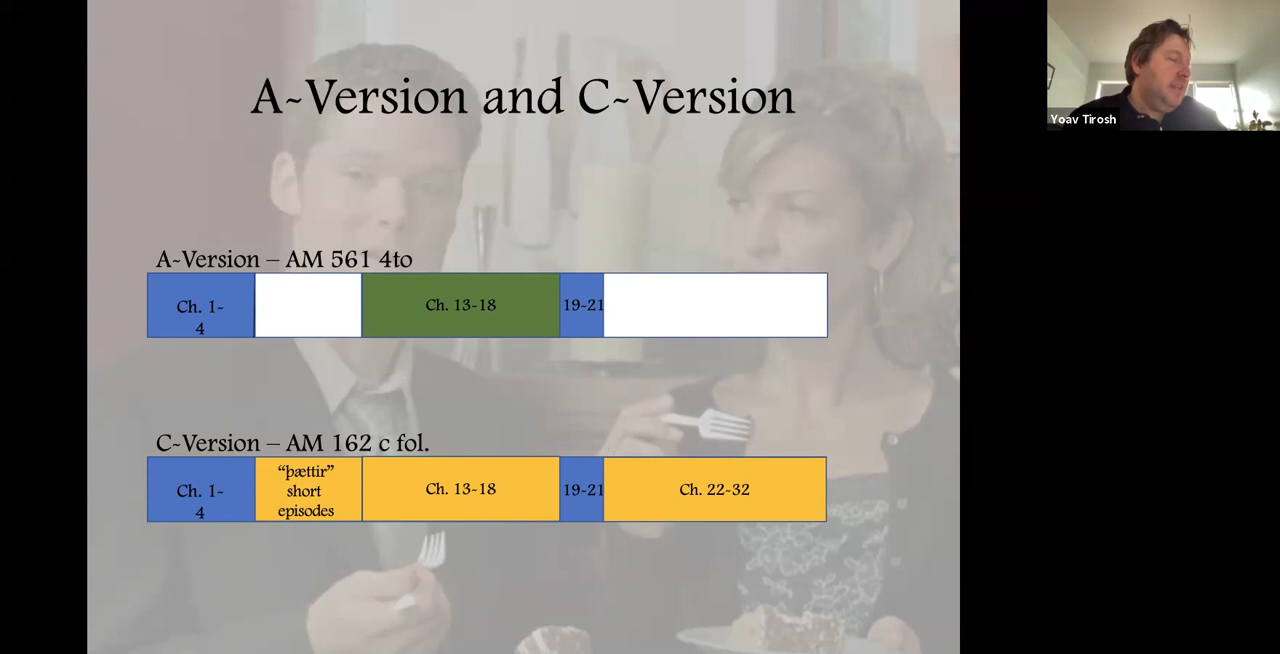 A-Version and C-Version
Yoav Tirosh
A-Version – AM 561 4to
Ch. 1-
4
Ch. 13-18
19-21
C-Version – AM 162 c fol.
Ch. 1-
4
“þættir”
short
episodes
Ch. 13-18
19-21
Ch. 22-32